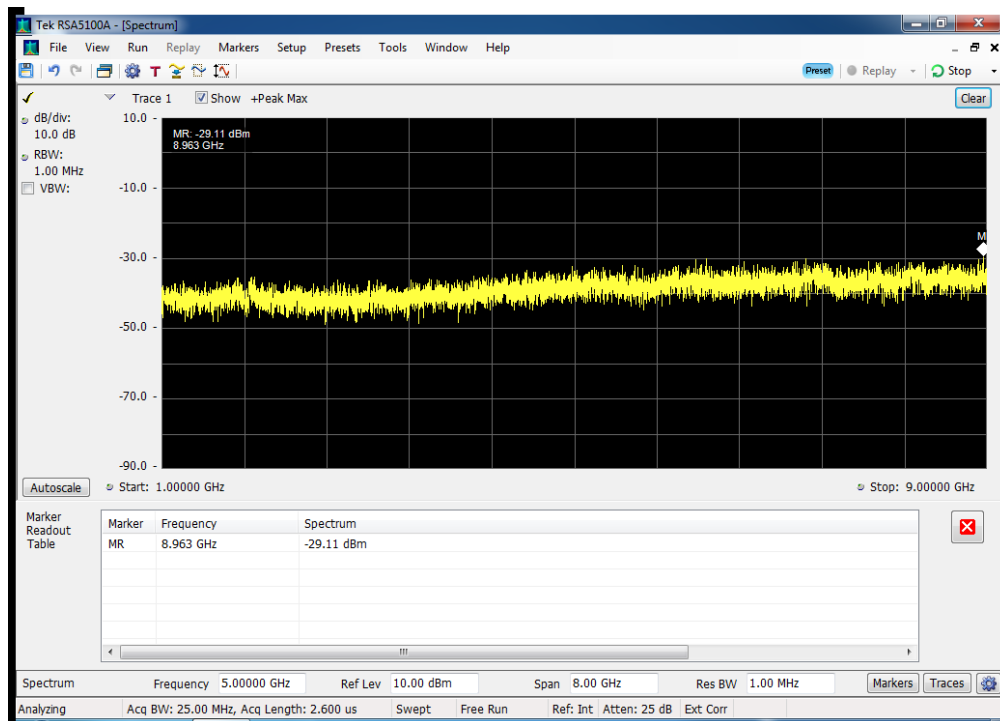 Tek RSA5100A - [Spectrum]
File View Run Replay Markers Setup Presets Tools Window Help
T Preset Replay Stop
Trace 1 Show +Peak Max Clear
dB/div:
10.0 dB
RBW:
1.00 MHz
VBW:
10.0
MR: -29.11 dBm
8.963 GHz
-10.0
M
-30.0
-50.0
-70.0
-90.0
Autoscale Start: 1.00000 GHz Stop: 9.00000 GHz
Marker
Readout
Table
Marker Frequency Spectrum
MR 8.963 GHz -29.11 dBm
Spectrum Frequency 5.00000 GHz Ref Lev 10.00 dBm Span 8.00 GHz Res BW 1.00 MHz Markers Traces
Analyzing Acq BW: 25.00 MHz, Acq Length: 2.600 us Swept Free Run Ref: Int Atten: 25 dB Ext Corr